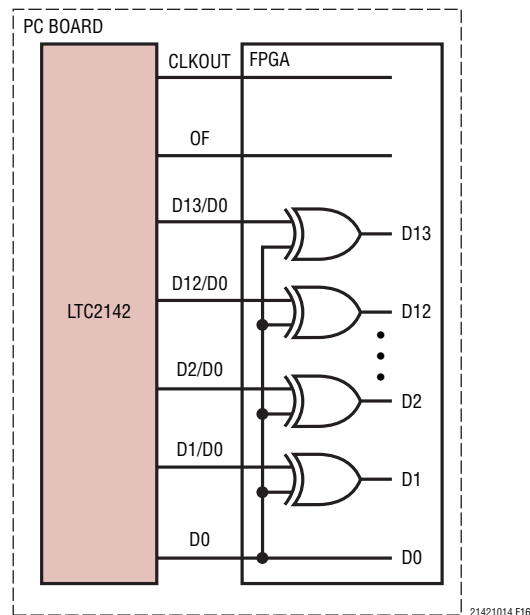 PC BOARD
CLKOUT
FPGA
OF
D13/D0
D13
D12/D0
LTC2142
D12
D2/D0
D2
D1/D0
D1
D0
D0
21421014 F16